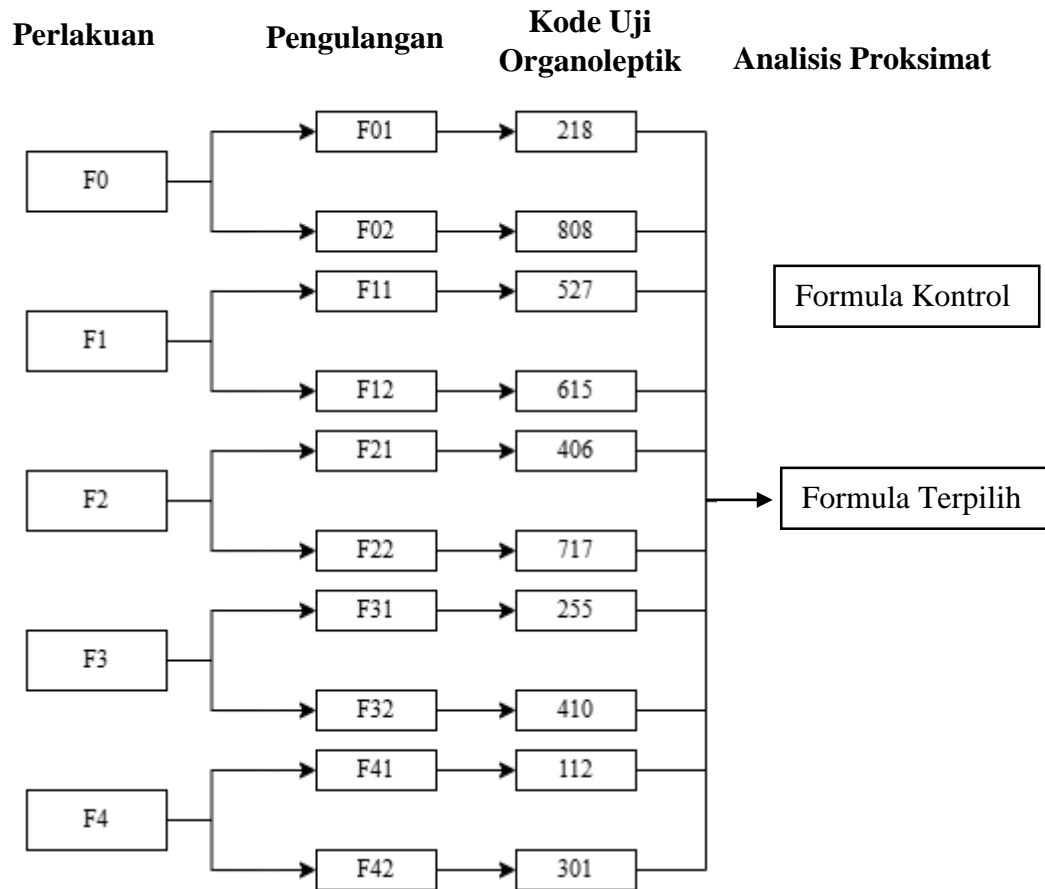 Perlakuan
Pengulangan
Kode Uji
Organoleptik
Analisis Proksimat
F0
F01
218
F02
808
F1
F11
527
F12
615
F2
F21
406
F22
717
F3
F31
255
F32
410
F4
F41
112
F42
301
Formula Kontrol
Formula Terpilih